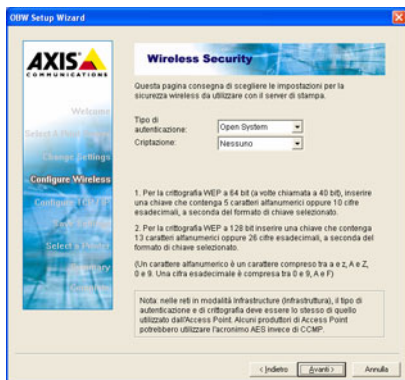 OBW Setup Wizard
AXIS
COMMUNICATIONS
Wireless Security
Welcome
Select A Print
Change Settings
Configure Wireless
Configure TCP/IP
Select a Printer
Summary
Questa pagina consegna di scegliere le impostazioni per la
sicurezza wireless da utilizzare con il server di stampa.
Tipo di
autenticazione:
Open System
Criptazione:
Nessuno
1. Per la crittografia WEP a 64 bit (a volte chiamata a 40 bit), inserire
una chiave che contenga 5 caratteri alfanumerici oppure 10 cifre
esadecimali, a seconda del formato di chiave selezionato.
2. Per la crittografia WEP a 128 bit inserire una chiave che contenga
13 caratteri alfanumerici oppure 26 cifre esadecimali, a seconda del
formato di chiave selezionato.
(Un carattere alfanumerico è un carattere compreso tra a e z, A e Z,
0 e 9. Una cifra esadecimale è compresa tra 0 e 9, A e F)
Nota: nelle reti in modalità Infrastructure (Infrastruttura), il tipo di
autenticazione e di crittografia deve essere lo stesso di quello
utilizzato dall'Access Point. Alcuni produttori di Access Point
potrebbero utilizzare l'acronimo AES invece di CCMP.
< Indietro
Avanti >
Annulla